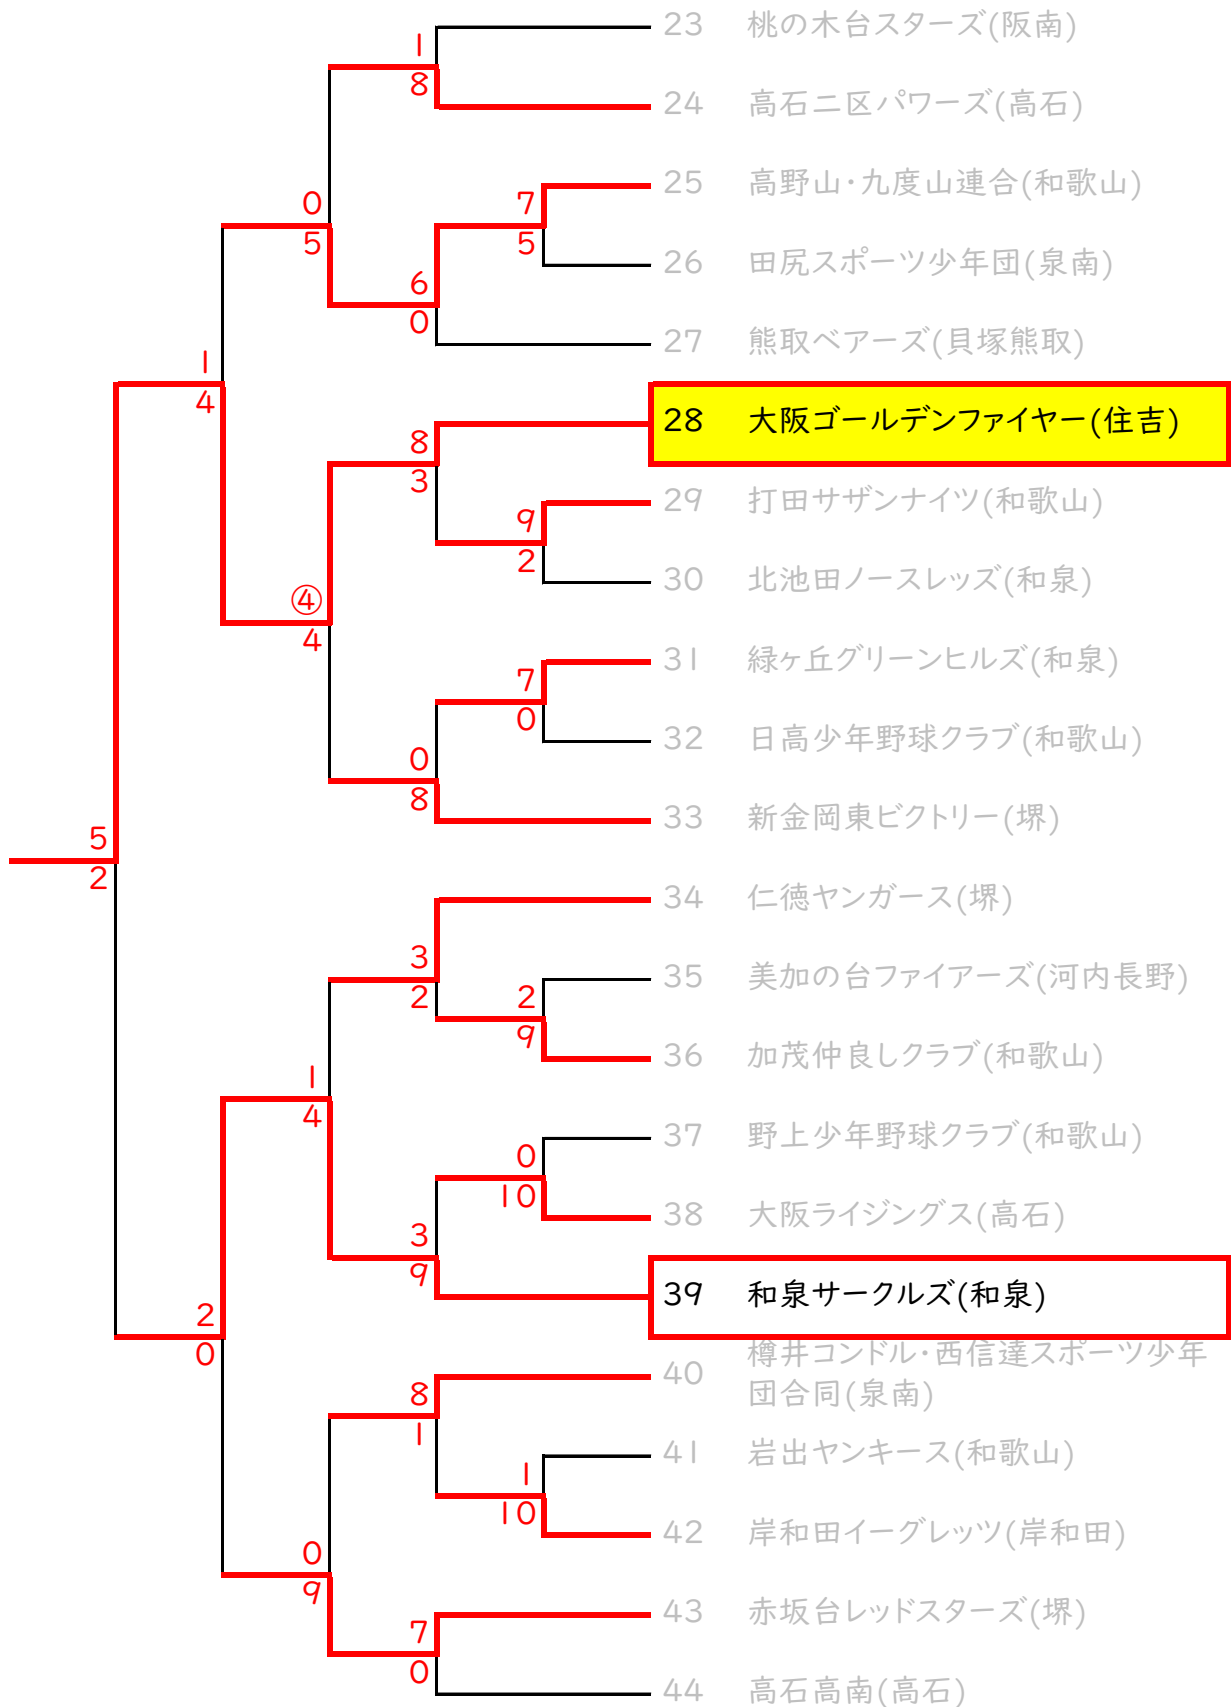 23 桃の木台スターズ(阪南)
1
8
24 高石二区パワーズ(高石)
25 高野山・九度山連合(和歌山)
0
7
5
5
26 田尻スポーツ少年団(泉南)
6
0
27 熊取ベアーズ(貝塚熊取)
1
4
28 大阪ゴールデンファイヤー(住吉)
8
3
29 打田サザンナイツ(和歌山)
9
2
30 北池田ノースレッズ(和泉)
④
4
31 緑ヶ丘グリーンヒルズ(和泉)
7
0
32 日高少年野球クラブ(和歌山)
0
8
33 新金岡東ビクトリー(堺)
5
2
34 仁徳ヤンガース(堺)
3
2
35 美加の台ファイアーズ(河内長野)
2
9
36 加茂仲良しクラブ(和歌山)
1
4
37 野上少年野球クラブ(和歌山)
0
10
38 大阪ライジングス(高石)
3
9
39 和泉サークルズ(和泉)
2
0
40 樽井コンドル・西信達スポーツ少年
団合同(泉南)
8
1
41 岩出ヤンキース(和歌山)
1
10
42 岸和田イーグレッツ(岸和田)
0
9
43 赤坂台レッドスターズ(堺)
7
0
44 高石高南(高石)